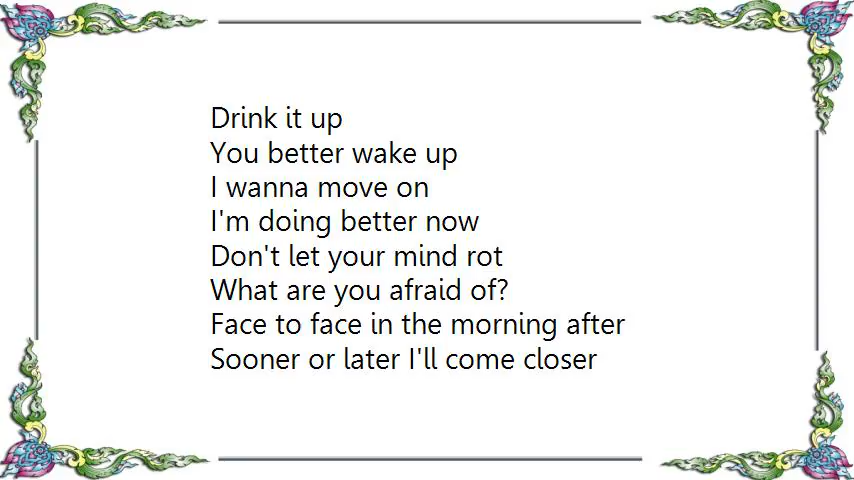 Drink it up
You better wake up
I wanna move on
I'm doing better now
Don't let your mind rot
What are you afraid of?
Face to face in the morning after
Sooner or later I'll come closer